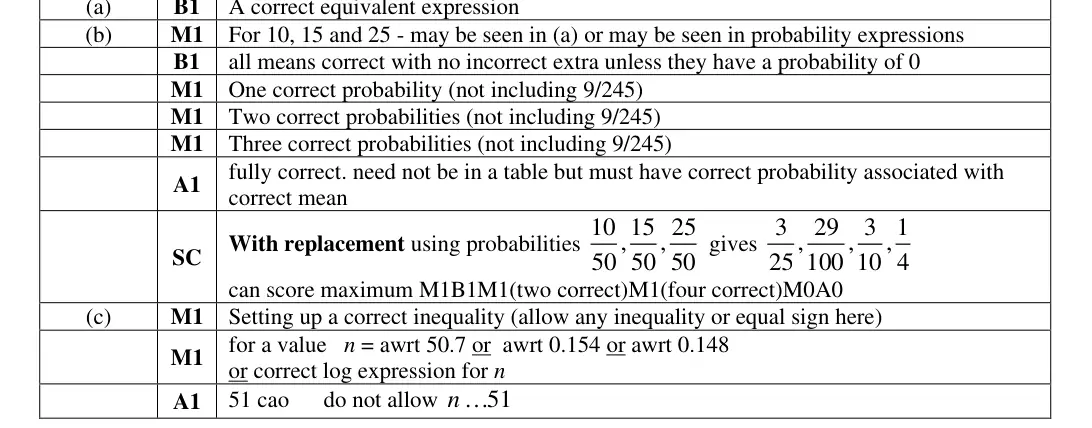 (a) B1 A correct equivalent expression
(b) M1 For 10, 15 and 25 - may be seen in (a) or may be seen in probability expressions
B1 all means correct with no incorrect extra unless they have a probability of 0
M1 One correct probability (not including 9/245)
M1 Two correct probabilities (not including 9/245)
M1 Three correct probabilities (not including 9/245)
A1 fully correct. need not be in a table but must have correct probability associated with
correct mean
SC With replacement using probabilities 10/50, 15/50, 25/50 gives 3/25, 29/100, 3/10, 1/4
can score maximum M1B1M1(two correct)M1(four correct)M0A0
(c) M1 Setting up a correct inequality (allow any inequality or equal sign here)
M1 for a value n = awrt 50.7 or awrt 0.154 or awrt 0.148
or correct log expression for n
A1 51 cao do not allow n …51